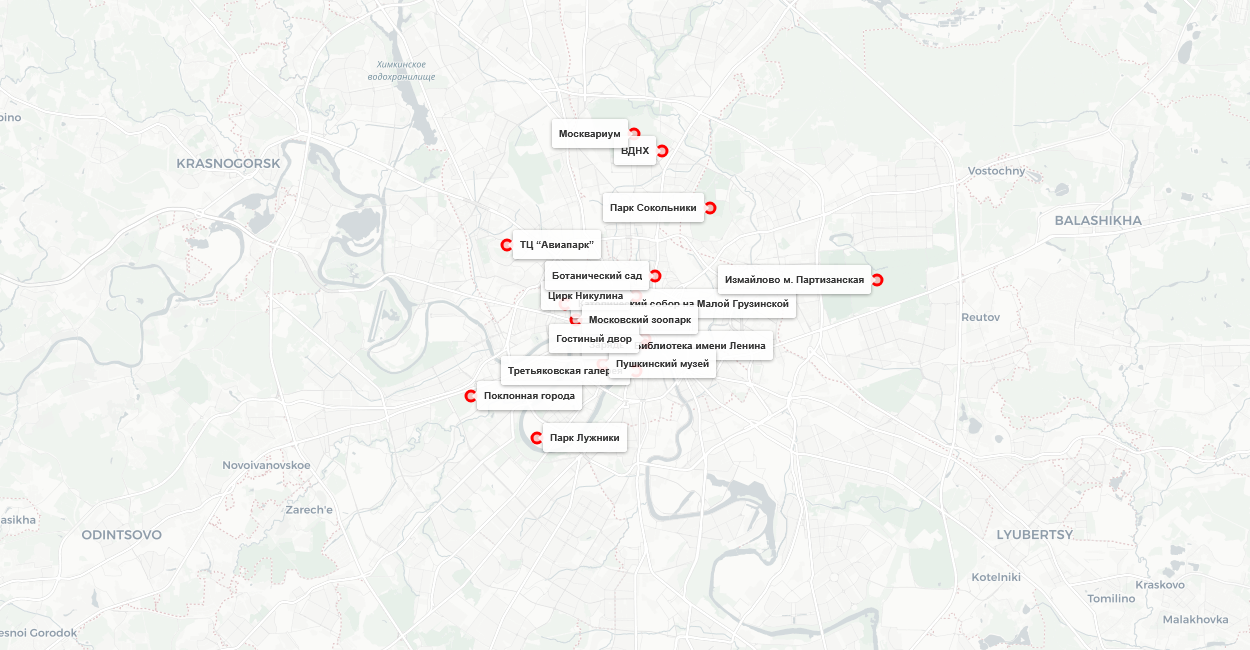 Химкинское
водохранилище
pino
Москвариум
ВДНХ
KRASNOGORSK
Vostochny
Парк Сокольники
BALASHIKHA
ТЦ “Авиапарк”
Ботанический сад
Измайлово м. Партизанская
Цирк Никулина
кий собор на Малой Грузинской
Московский зоопарк
Reutov
Гостиный двор
Библиотека имени Ленина
Пушкинский музей
Третьяковская галер
Поклонная города
Парк Лужники
Novoivanovskoe
Zarech'e
asikha
ODINTSOVO
LYUBERTSY
Kotelniki
Kraskovo
Tomilino
Malakhovka
esnoi Gorodok